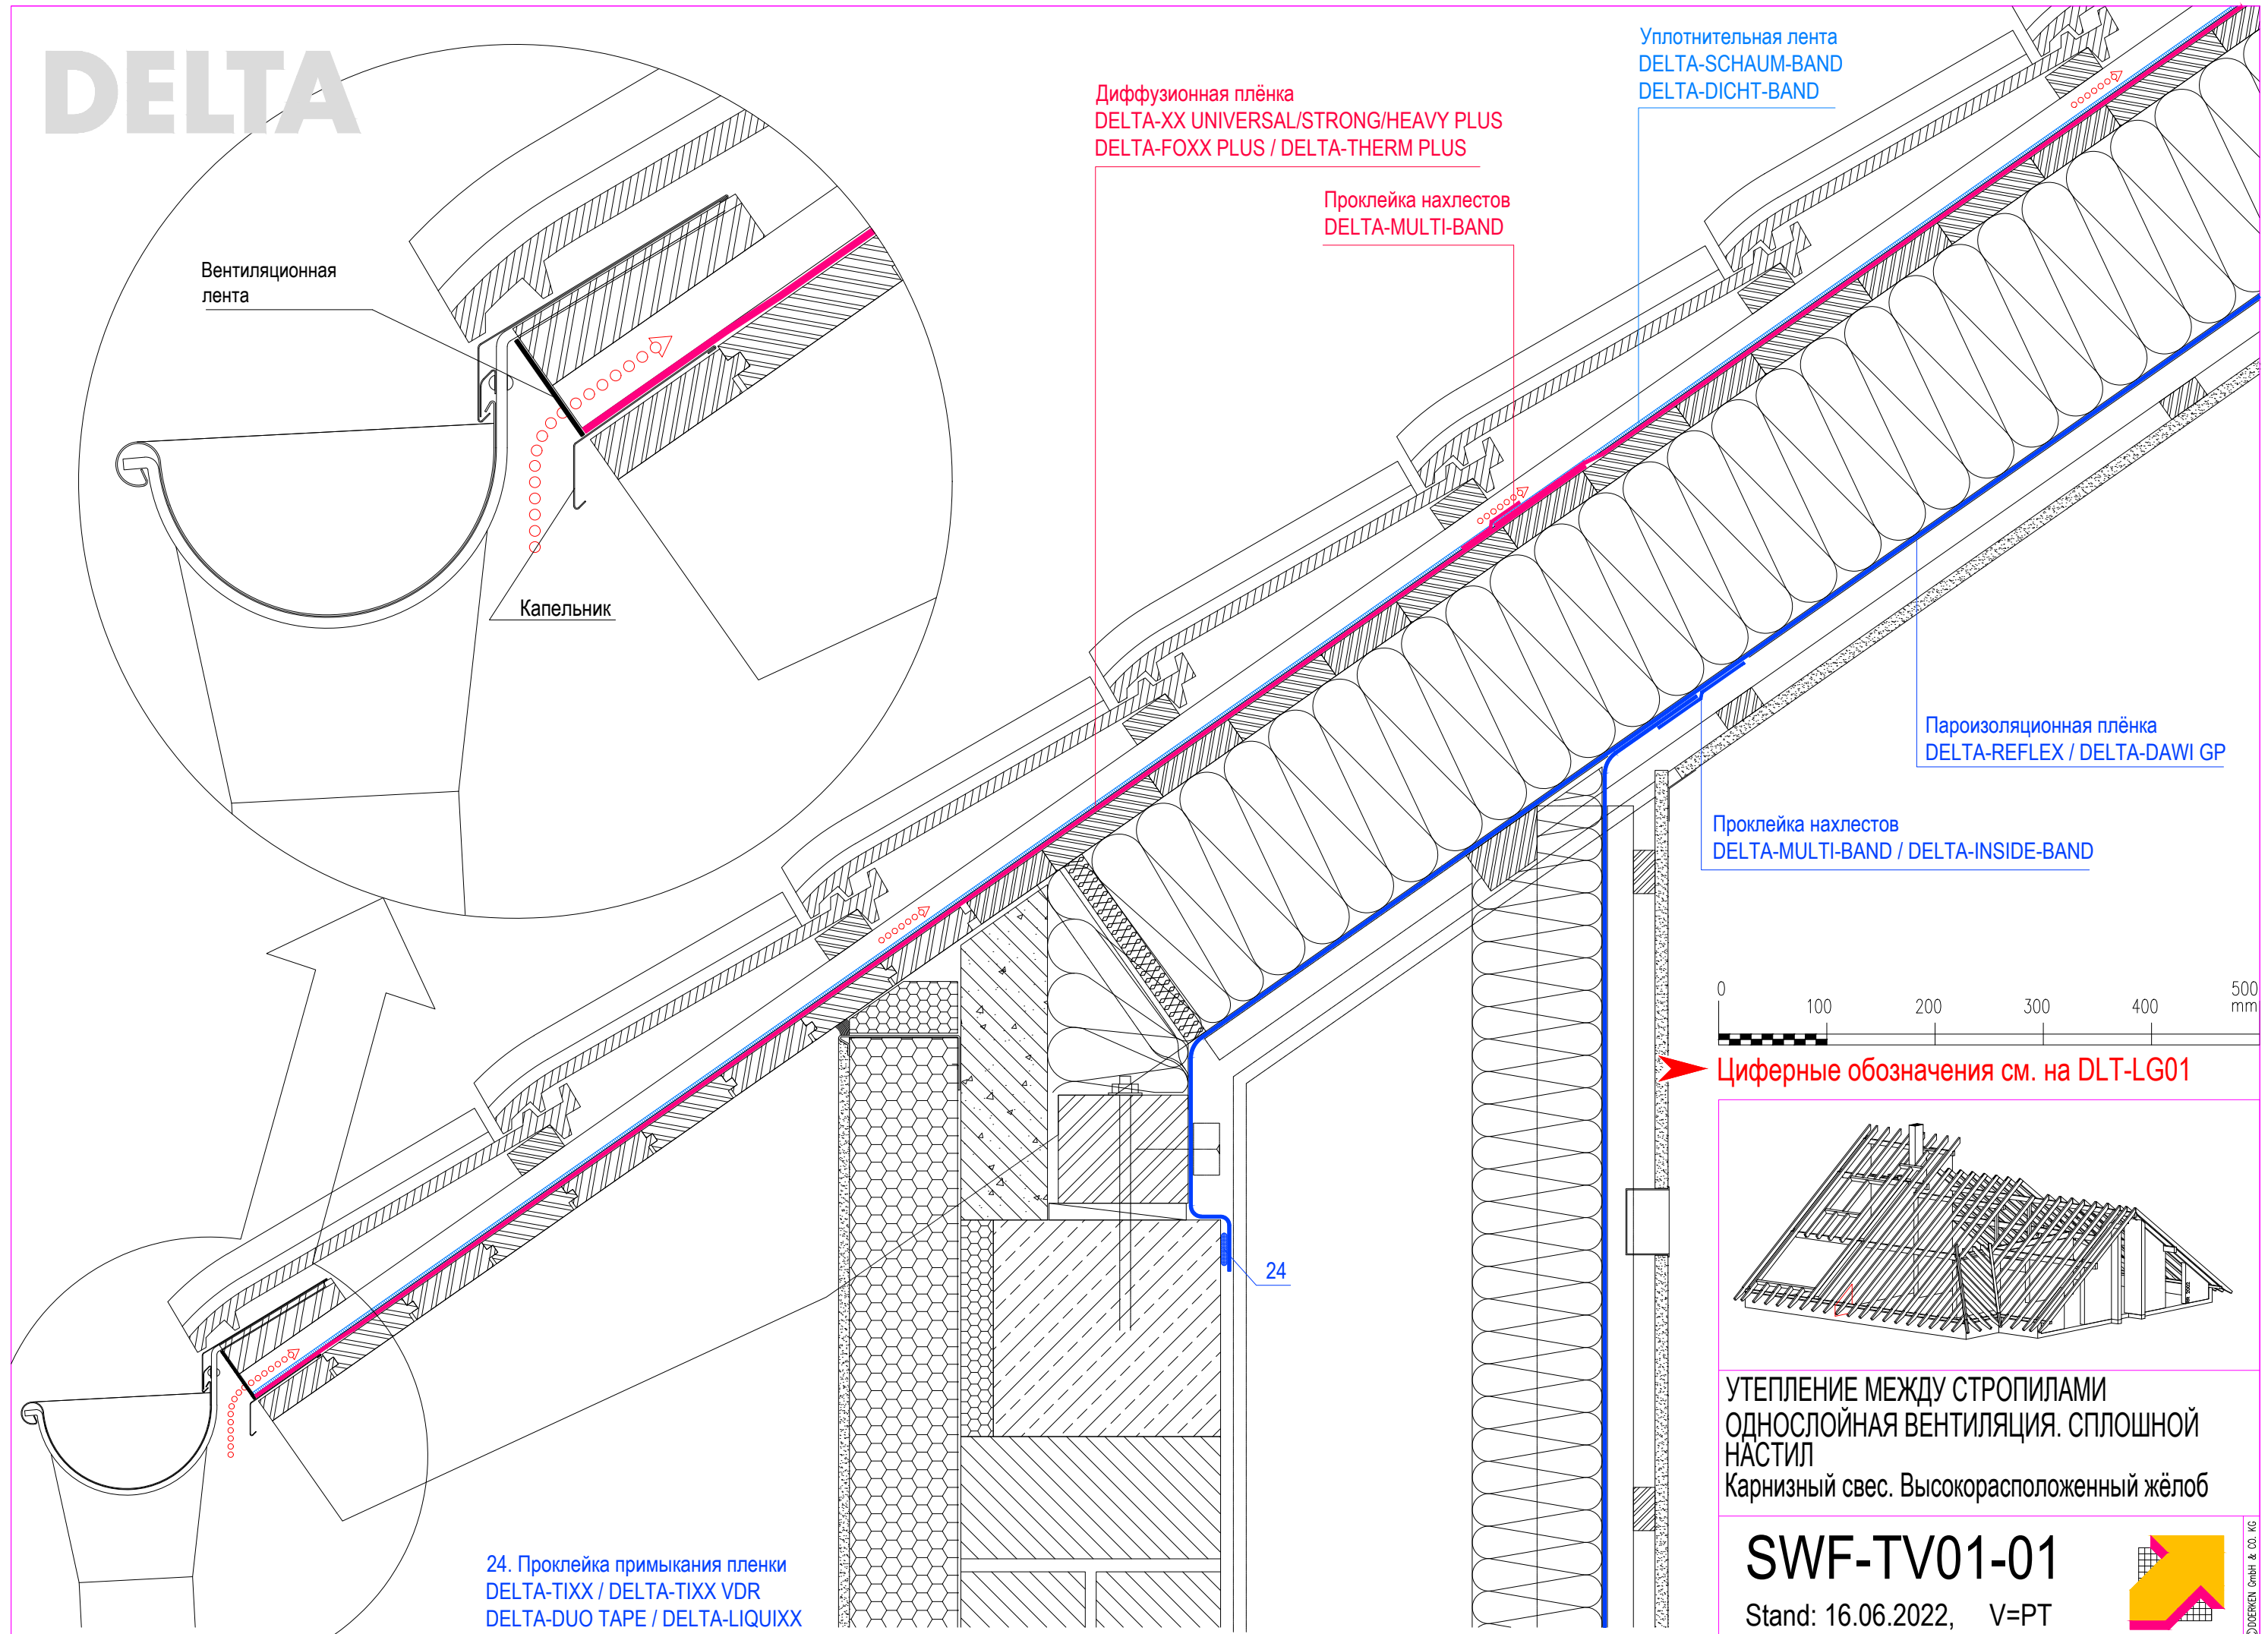 DELTA
Вентиляционная
лента
Капельник
Диффузионная плёнка
DELTA-XX UNIVERSAL/STRONG/HEAVY PLUS
DELTA-FOXX PLUS / DELTA-THERM PLUS
Проклейка нахлестов
DELTA-MULTI-BAND
Уплотнительная лента
DELTA-SCHAUM-BAND
DELTA-DICHT-BAND
Пароизоляционная плёнка
DELTA-REFLEX / DELTA-DAWI GP
Проклейка нахлестов
DELTA-MULTI-BAND / DELTA-INSIDE-BAND
0 100 200 300 400 500
mm
Циферные обозначения см. на DLT-LG01
24
24. Проклейка примыкания пленки
DELTA-TIXX / DELTA-TIXX VDR
DELTA-DUO TAPE / DELTA-LIQUIXX
УТЕПЛЕНИЕ МЕЖДУ СТРОПИЛАМИ
ОДНОСЛОЙНАЯ ВЕНТИЛЯЦИЯ. СПЛОШНОЙ
НАСТИЛ
Карнизный свес. Высокорасположенный жёлоб
SWF-TV01-01
Stand: 16.06.2022, V=PT
©DOERKEN GmbH & CO. KG